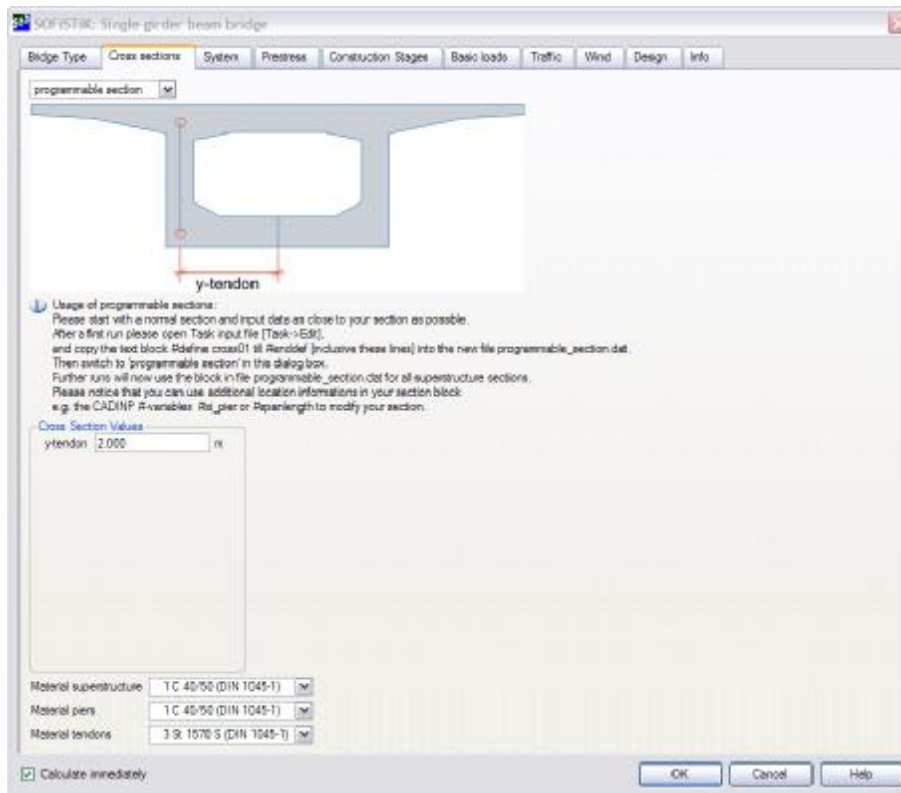 SOFiSTiK: Single girder beam bridge
Bridge Type Cross sections System Prestress Construction Stages Basic loads Traffic Wind Design Info
programmable section
y-tendon
Usage of programmable sections:
Please start with a normal section and input data as close to your section as possible.
After a first run please open Task input file [Task->Edit],
and copy the text block #define cross01 till #enddef [inclusive these lines] into the new file programmable_section.dat.
Then switch to 'programmable section' in this dialog box.
Further runs will now use the block in file programmable_section.dat for all superstructure sections.
Please notice that you can use additional location informations in your section block
e.g. the CADINP #-variables #is_pier or #spanlength to modify your section.
Cross Section Values
y-tendon 2.000 m
Material superstructure 1 C 40/50 (DIN 1045-1)
Material piers 1 C 40/50 (DIN 1045-1)
Material tendons 3 St 1570 S (DIN 1045-1)
Calculate immediately OK Cancel Help